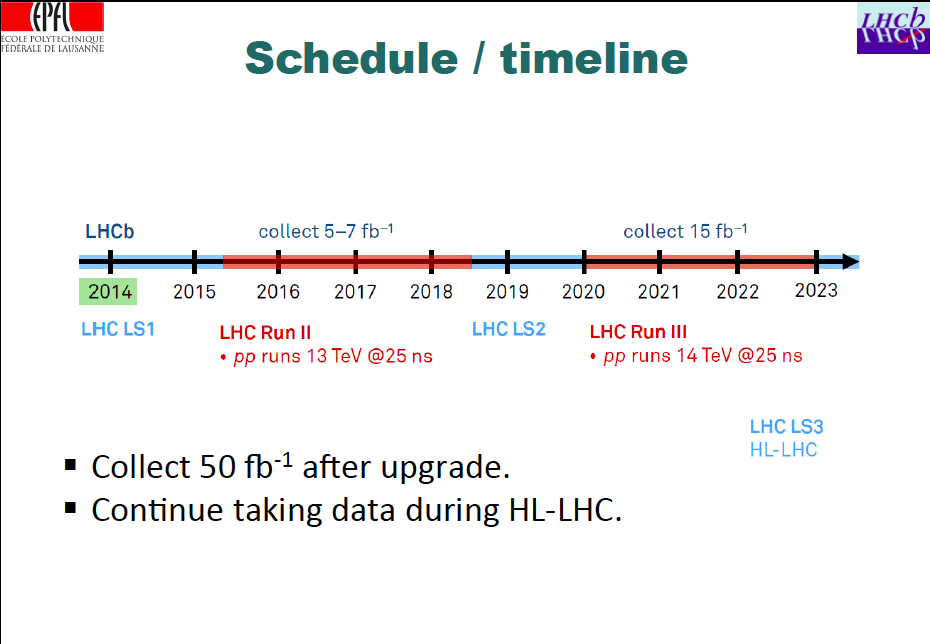 EPFL
ÉCOLE POLYTECHNIQUE
FÉDÉRALE DE LAUSANNE
LHCb
LHCp
Schedule / timeline
LHCb collect 5–7 fb⁻¹ collect 15 fb⁻¹
2014 2015 2016 2017 2018 2019 2020 2021 2022 2023
LHC LS1 LHC Run II LHC LS2 LHC Run III
• pp runs 13 TeV @25 ns • pp runs 14 TeV @25 ns
LHC LS3
HL-LHC
▪ Collect 50 fb⁻¹ after upgrade.
▪ Continue taking data during HL-LHC.